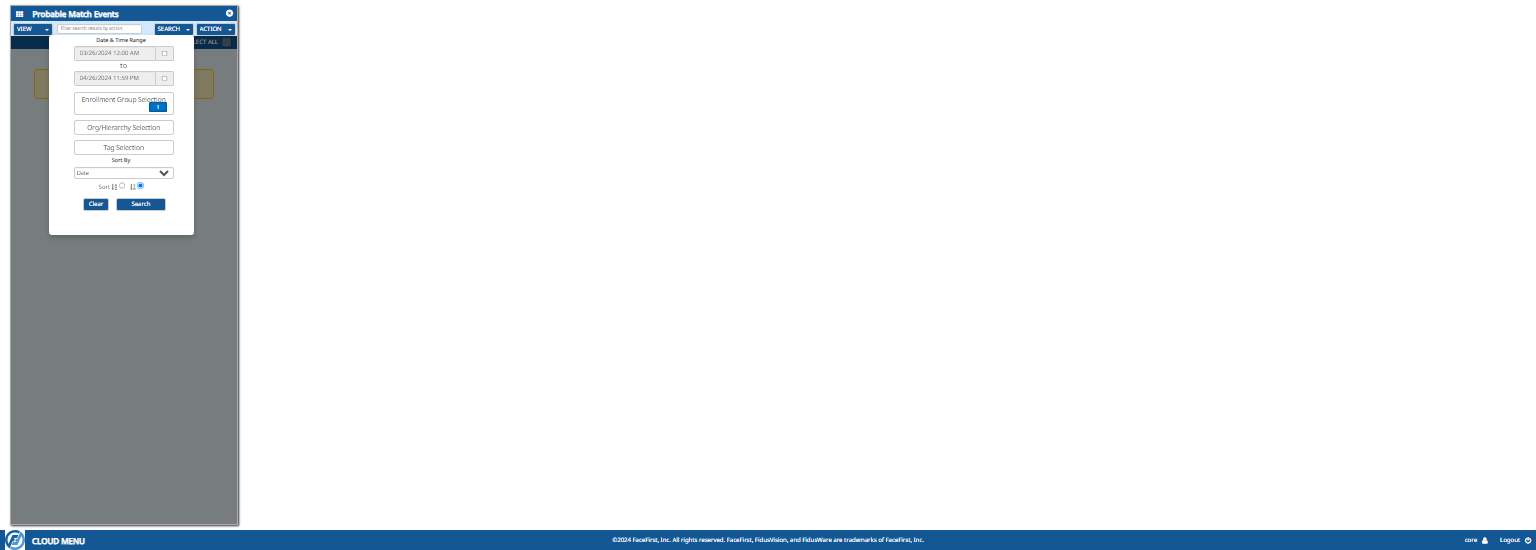 Probable Match Events
VIEW
Filter search results by action
SEARCH
ACTION
ECT ALL
Date & Time Range
03/26/2024 12:00 AM
to
04/26/2024 11:59 PM
Enrollment Group Selection
1
Org/Hierarchy Selection
Tag Selection
Sort By
Date
Sort
Clear
Search
CLOUD MENU
©2024 FaceFirst, Inc. All rights reserved. FaceFirst, FidusVision, and FidusWare are trademarks of FaceFirst, Inc.
core
Logout